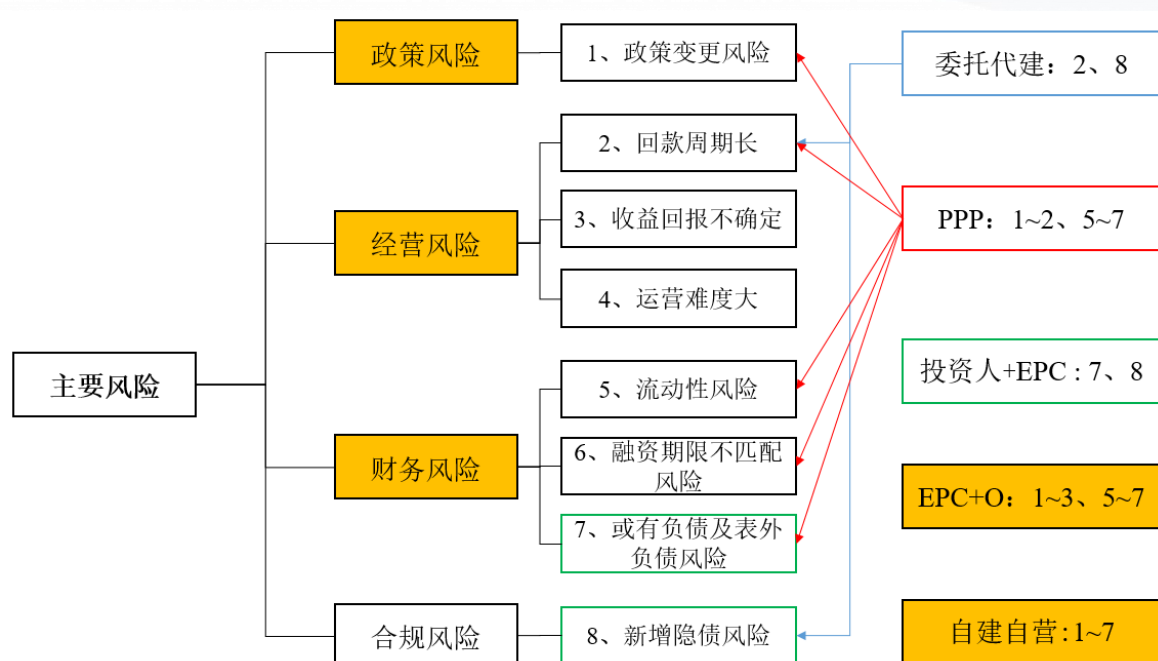 主要风险
政策风险
1、政策变更风险
经营风险
2、回款周期长
3、收益回报不确定
4、运营难度大
财务风险
5、流动性风险
6、融资期限不匹配
风险
7、或有负债及表外
负债风险
合规风险
8、新增隐债风险
委托代建：2、8
PPP：1~2、5~7
投资人+EPC : 7、8
EPC+O：1~3、5~7
自建自营:1~7